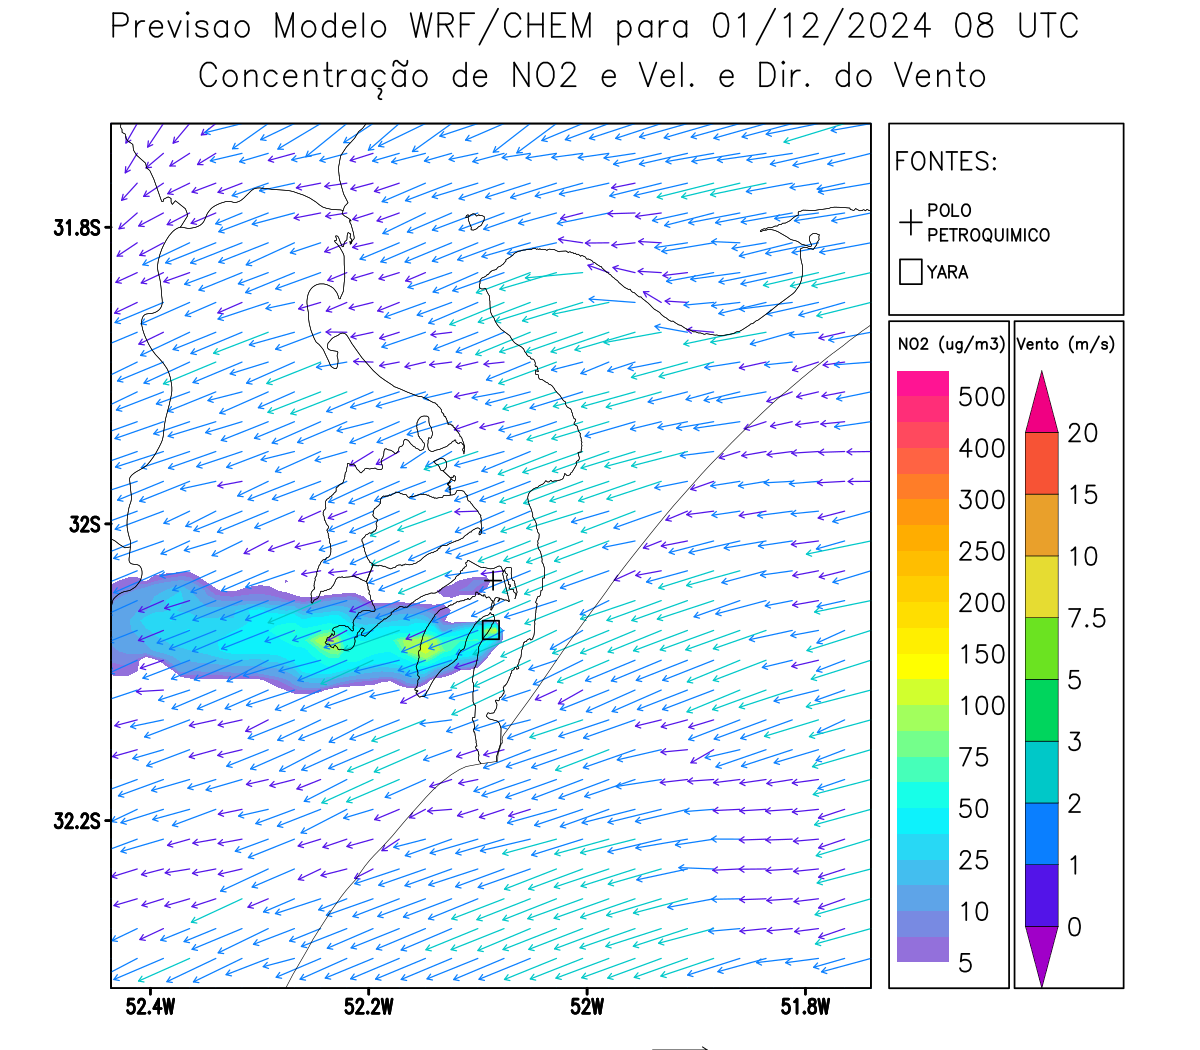 Previsao Modelo WRF/CHEM para 01/12/2024 08 UTC
Concentração de NO2 e Vel. e Dir. do Vento
FONTES:
POLO
PETROQUIMICO
YARA
NO2 (ug/m3)
500
400
300
250
200
150
100
75
50
25
10
5
Vento (m/s)
20
15
10
7.5
5
3
2
1
0
31.8S
32S
32.2S
52.4W 52.2W 52W 51.8W